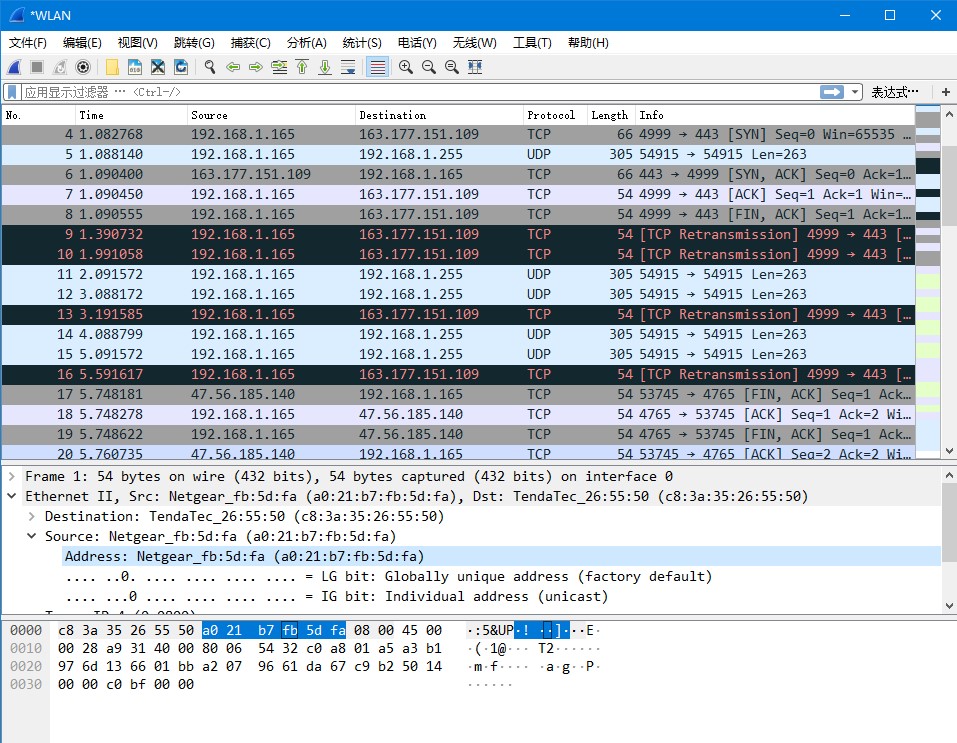 *WLAN
文件(F) 编辑(E) 视图(V) 跳转(G) 捕获(C) 分析(A) 统计(S) 电话(Y) 无线(W) 工具(T) 帮助(H)
应用显示过滤器 … <Ctrl-/> 表达式… +
No. Time Source Destination Protocol Length Info
4 1.082768 192.168.1.165 163.177.151.109 TCP 66 4999 → 443 [SYN] Seq=0 Win=65535 …
5 1.088140 192.168.1.165 192.168.1.255 UDP 305 54915 → 54915 Len=263
6 1.090400 163.177.151.109 192.168.1.165 TCP 66 443 → 4999 [SYN, ACK] Seq=0 Ack=1…
7 1.090450 192.168.1.165 163.177.151.109 TCP 54 4999 → 443 [ACK] Seq=1 Ack=1 Win=…
8 1.090555 192.168.1.165 163.177.151.109 TCP 54 4999 → 443 [FIN, ACK] Seq=1 Ack=1…
9 1.390732 192.168.1.165 163.177.151.109 TCP 54 [TCP Retransmission] 4999 → 443 […
10 1.991058 192.168.1.165 163.177.151.109 TCP 54 [TCP Retransmission] 4999 → 443 […
11 2.091572 192.168.1.165 192.168.1.255 UDP 305 54915 → 54915 Len=263
12 3.088172 192.168.1.165 192.168.1.255 UDP 305 54915 → 54915 Len=263
13 3.191585 192.168.1.165 163.177.151.109 TCP 54 [TCP Retransmission] 4999 → 443 […
14 4.088799 192.168.1.165 192.168.1.255 UDP 305 54915 → 54915 Len=263
15 5.091572 192.168.1.165 192.168.1.255 UDP 305 54915 → 54915 Len=263
16 5.591617 192.168.1.165 163.177.151.109 TCP 54 [TCP Retransmission] 4999 → 443 […
17 5.748181 47.56.185.140 192.168.1.165 TCP 54 53745 → 4765 [FIN, ACK] Seq=1 Ack…
18 5.748278 192.168.1.165 47.56.185.140 TCP 54 4765 → 53745 [ACK] Seq=1 Ack=2 Wi…
19 5.748622 192.168.1.165 47.56.185.140 TCP 54 4765 → 53745 [FIN, ACK] Seq=1 Ack…
20 5.760735 47.56.185.140 192.168.1.165 TCP 54 53745 → 4765 [ACK] Seq=2 Ack=2 Wi…
Frame 1: 54 bytes on wire (432 bits), 54 bytes captured (432 bits) on interface 0
Ethernet II, Src: Netgear_fb:5d:fa (a0:21:b7:fb:5d:fa), Dst: TendaTec_26:55:50 (c8:3a:35:26:55:50)
Destination: TendaTec_26:55:50 (c8:3a:35:26:55:50)
Source: Netgear_fb:5d:fa (a0:21:b7:fb:5d:fa)
Address: Netgear_fb:5d:fa (a0:21:b7:fb:5d:fa)
.... ..0. .... .... .... .... = LG bit: Globally unique address (factory default)
.... ...0 .... .... .... .... = IG bit: Individual address (unicast)
0000 c8 3a 35 26 55 50 a0 21 b7 fb 5d fa 08 00 45 00 ·:5&UP·! ··]···E·
0010 00 28 a9 31 40 00 80 06 54 32 c0 a8 01 a5 a3 b1 ·(·1@··· T2······
0020 97 6d 13 66 01 bb a2 07 96 61 da 67 c9 b2 50 14 ·m·f···· ·a·g··P·
0030 00 00 c0 bf 00 00 ······